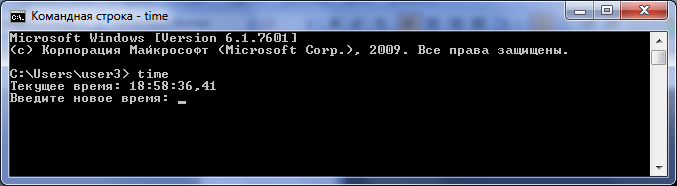 Командная строка - time
Microsoft Windows [Version 6.1.7601]
(c) Корпорация Майкрософт (Microsoft Corp.), 2009. Все права защищены.
C:\Users\user3> time
Текущее время: 18:58:36,41
Введите новое время: